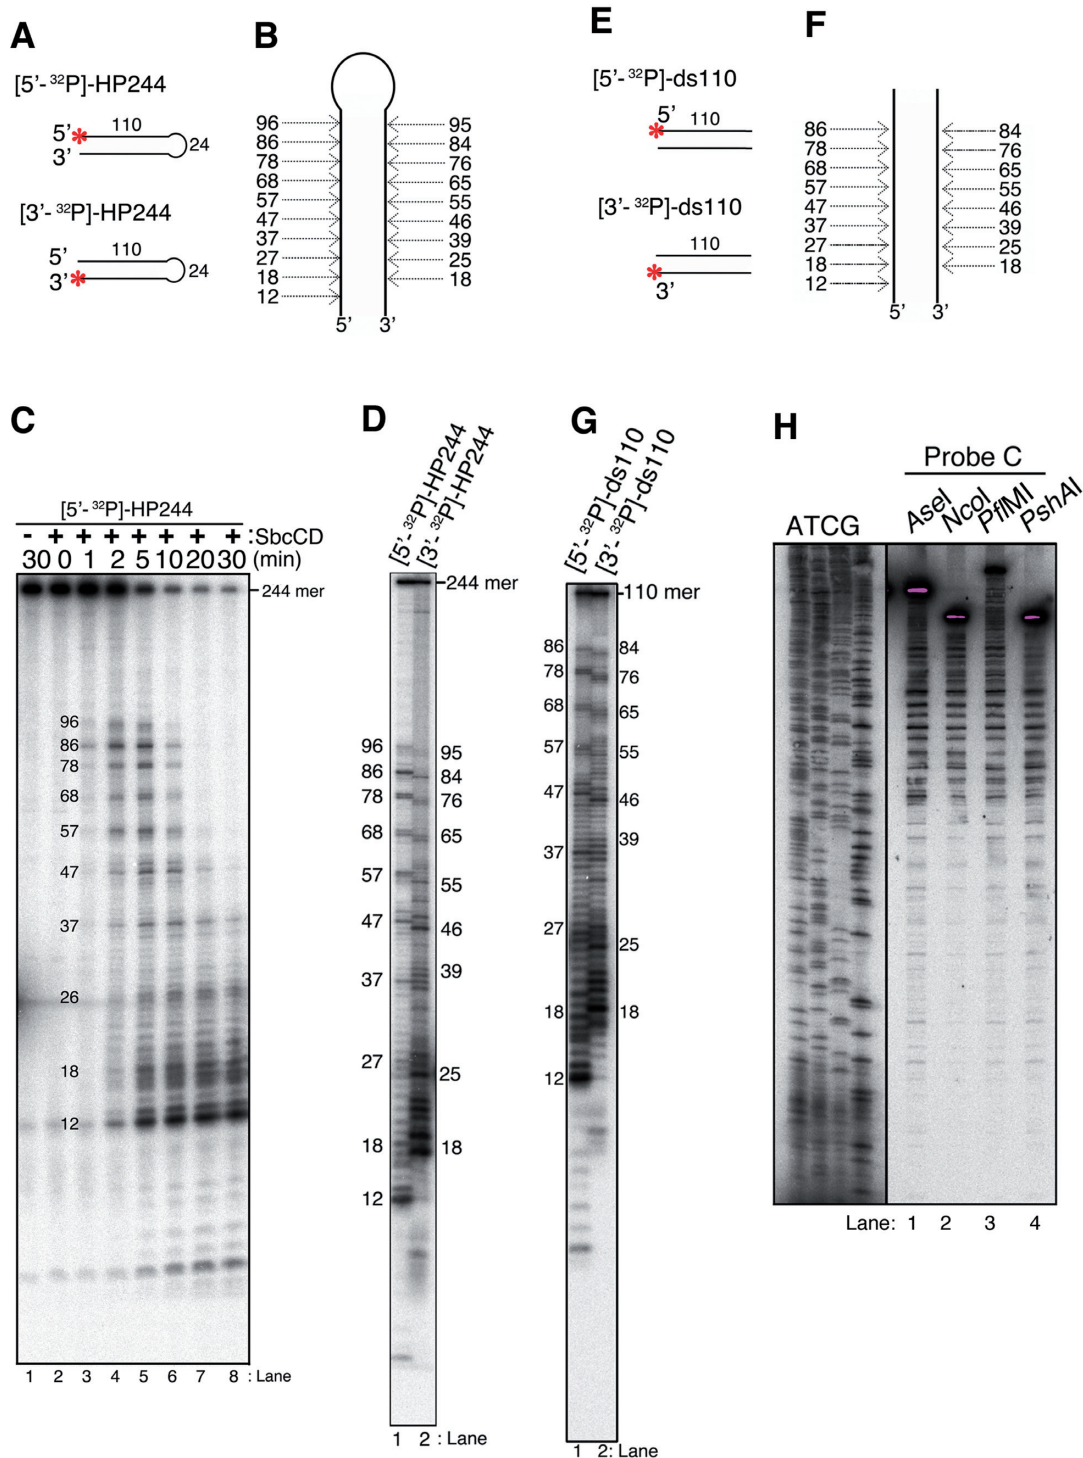 A
[5’-³²P]-HP244
110
5’
3’
24
[3’-³²P]-HP244
110
5’
3’
24
B
96 95
86 84
78 76
68 65
57 55
47 46
37 39
27 25
18 18
12
5’ 3’
E
[5’-³²P]-ds110
5’
110
[3’-³²P]-ds110
110
3’
F
86 84
78 76
68 65
57 55
47 46
37 39
27 25
18 18
12
5’ 3’
C
[5’-³²P]-HP244
- + + + + + + + :SbcCD
30 0 1 2 5 10 20 30 (min)
244 mer
96
86
78
68
57
47
37
26
18
12
1 2 3 4 5 6 7 8 : Lane
D
[5’-³²P]-HP244
[3’-³²P]-HP244
244 mer
96 95
86 84
78 76
68 65
57 55
47 46
37 39
27 25
18 18
12
1 2 : Lane
G
[5’-³²P]-ds110
[3’-³²P]-ds110
110 mer
86 84
78 76
68 65
57 55
47 46
37 39
27 25
18 18
12
1 2: Lane
H
Probe C
ATCG
AseI
NcoI
PflMI
PshAI
Lane: 1 2 3 4